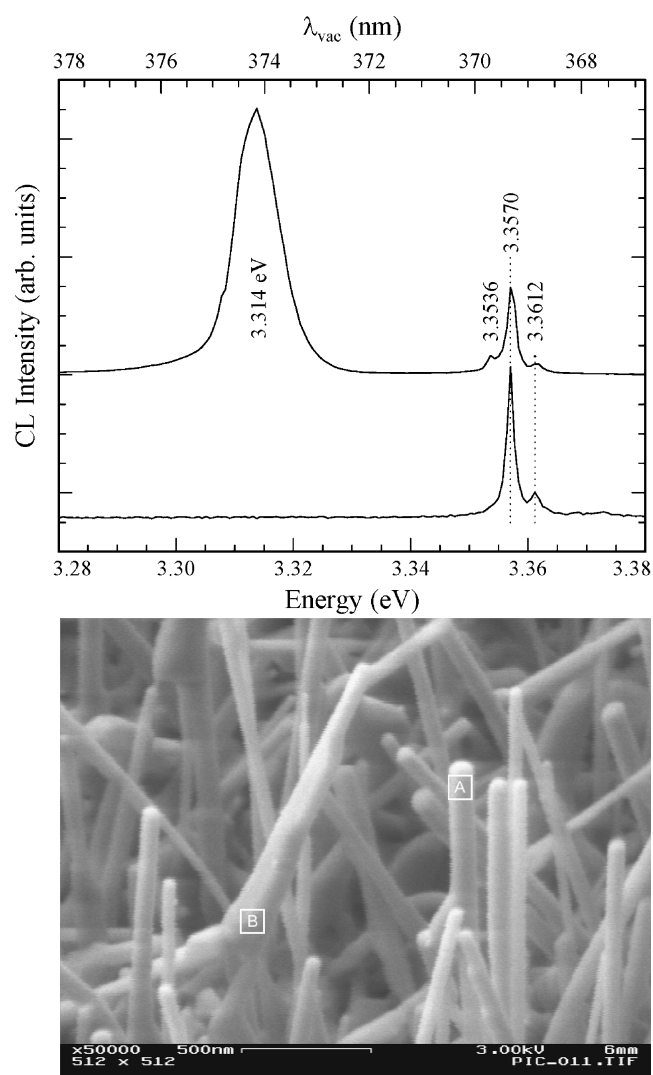 λvac (nm)
378 376 374 372 370 368
CL Intensity (arb. units)
3.314 eV
3.3536
3.3570
3.3612
3.28 3.30 3.32 3.34 3.36 3.38
Energy (eV)
A
B
x50000 500nm 3.00kV 6mm
512 x 512 PIC-011.TIF